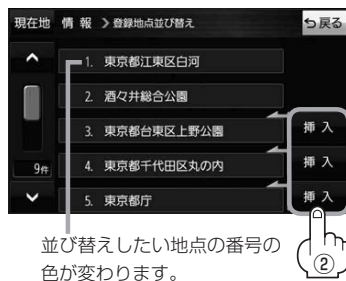 現在地 情報 > 登録地点並び替え 戻る
1. 東京都江東区白河
2. 酒々井総合公園
3. 東京都台東区上野公園
挿入
4. 東京都千代田区丸の内
挿入
9件
5. 東京都庁
挿入
並び替えしたい地点の番号の
色が変わります。
②